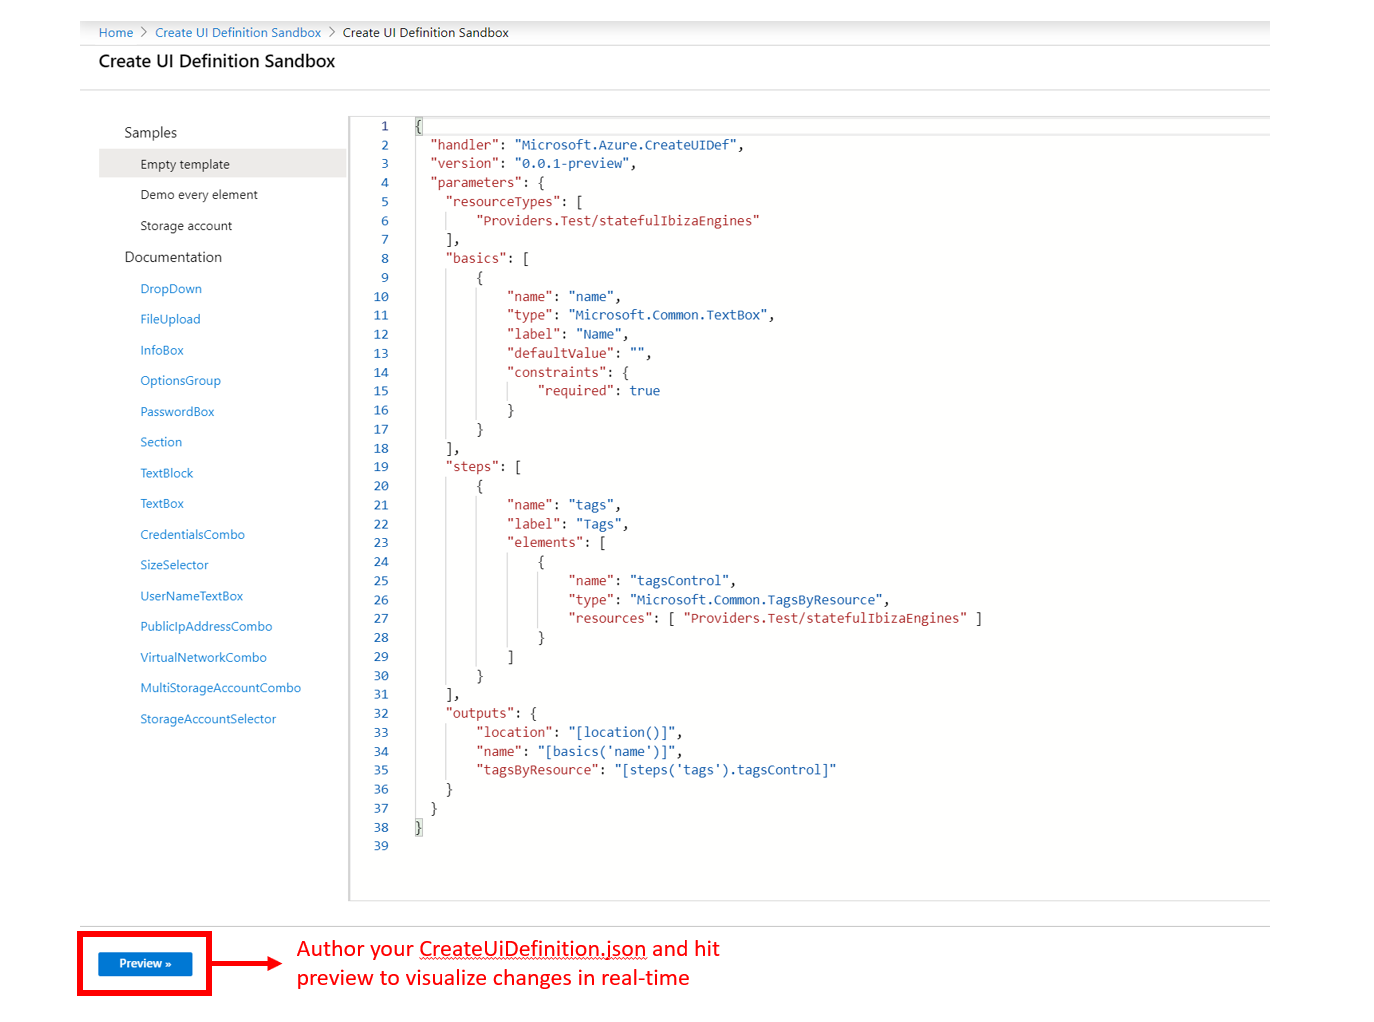 Home > Create UI Definition Sandbox > Create UI Definition Sandbox
Create UI Definition Sandbox
Samples
Empty template
Demo every element
Storage account
Documentation
DropDown
FileUpload
InfoBox
OptionsGroup
PasswordBox
Section
TextBlock
TextBox
CredentialsCombo
SizeSelector
UserNameTextBox
PublicIpAddressCombo
VirtualNetworkCombo
MultiStorageAccountCombo
StorageAccountSelector
1 {
2 "handler": "Microsoft.Azure.CreateUIDef",
3 "version": "0.0.1-preview",
4 "parameters": {
5 "resourceTypes": [
6 "Providers.Test/statefulIbizaEngines"
7 ],
8 "basics": [
9 {
10 "name": "name",
11 "type": "Microsoft.Common.TextBox",
12 "label": "Name",
13 "defaultValue": "",
14 "constraints": {
15 "required": true
16 }
17 }
18 ],
19 "steps": [
20 {
21 "name": "tags",
22 "label": "Tags",
23 "elements": [
24 {
25 "name": "tagsControl",
26 "type": "Microsoft.Common.TagsByResource",
27 "resources": [ "Providers.Test/statefulIbizaEngines" ]
28 }
29 ]
30 }
31 ],
32 "outputs": {
33 "location": "[location()]",
34 "name": "[basics('name')]",
35 "tagsByResource": "[steps('tags').tagsControl]"
36 }
37 }
38 }
39
Preview »
Author your CreateUiDefinition.json and hit
preview to visualize changes in real-time